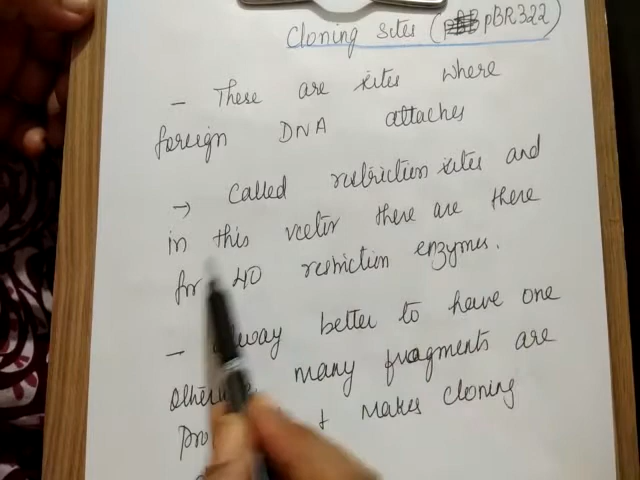 Cloning Sites (pBR322)
- These are sites where
foreign DNA attaches
→ Called restriction sites and
in this vector there are there
for 40 restriction enzymes.
- better to have one
many fragments are
Makes cloning